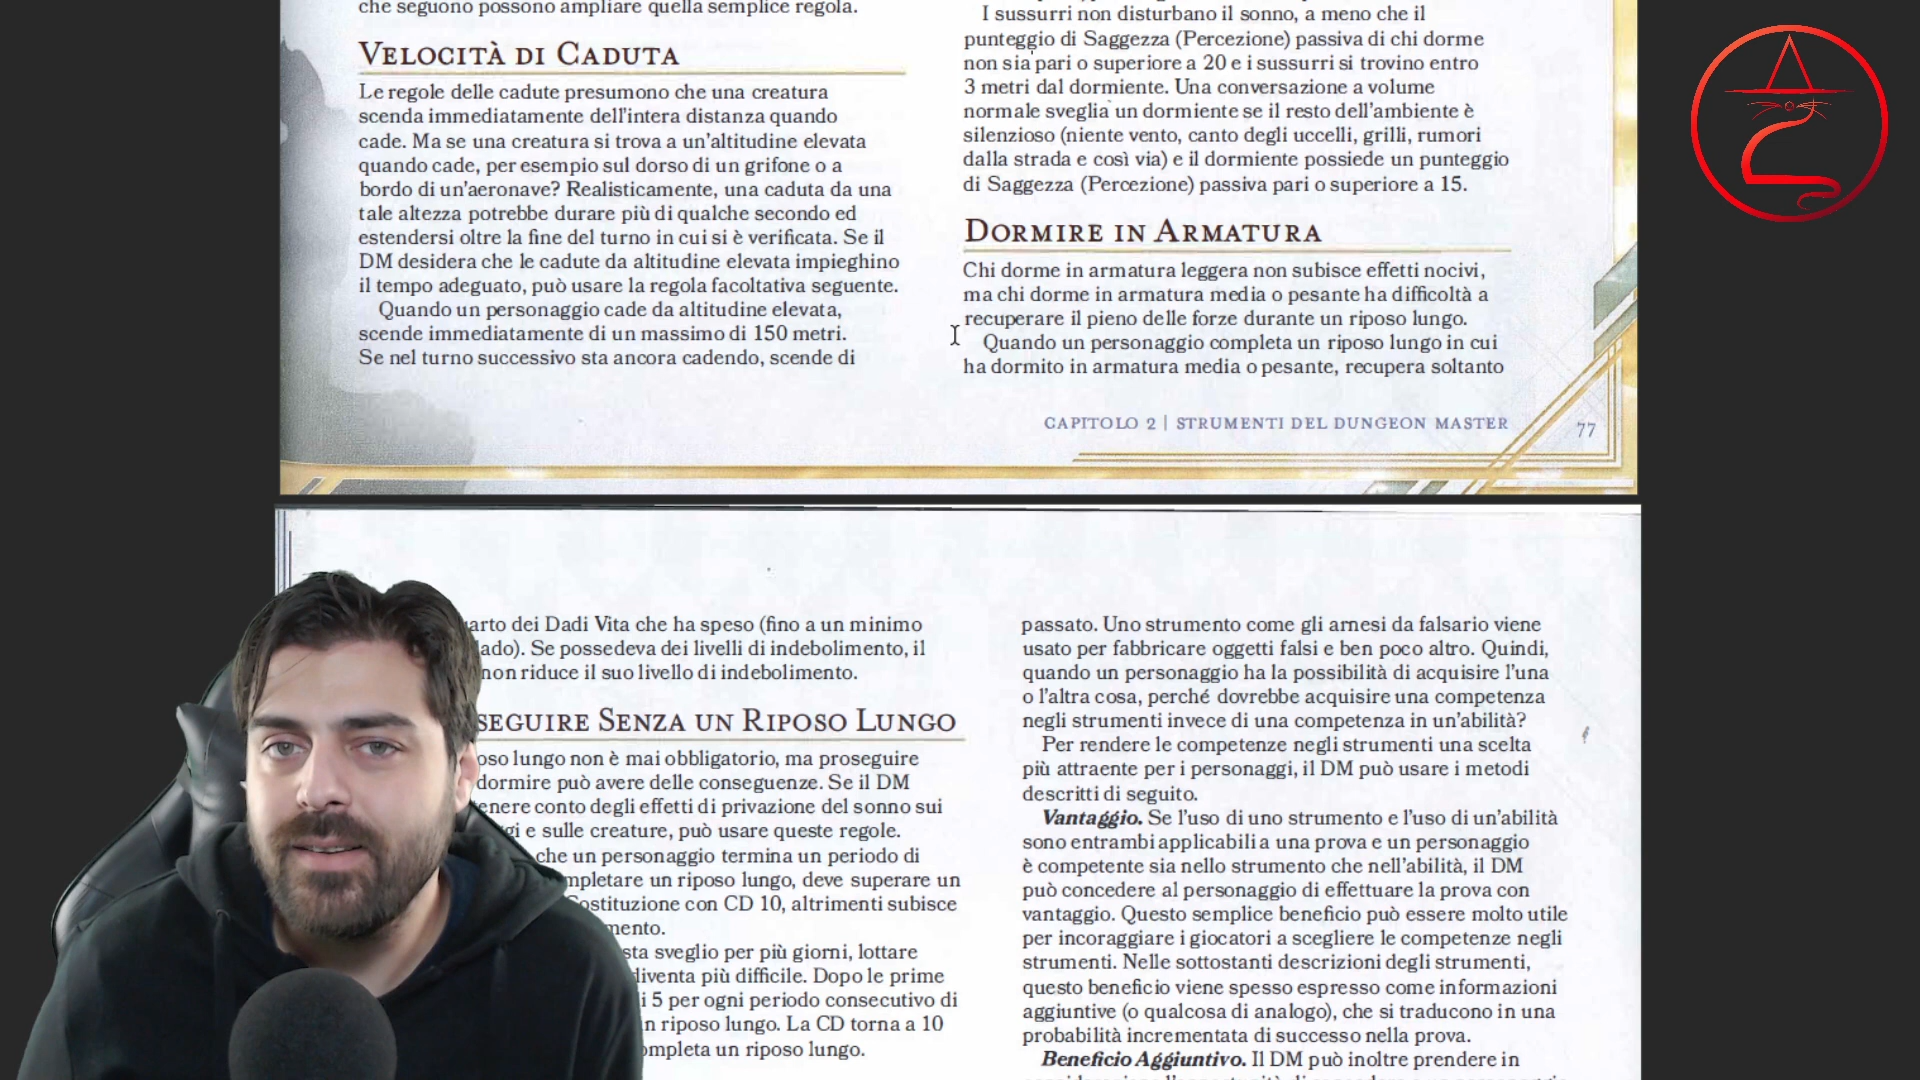 che seguono possono ampliare quella semplice regola.
VELOCITÀ DI CADUTA
Le regole delle cadute presumono che una creatura
scenda immediatamente dell'intera distanza quando
cade. Ma se una creatura si trova a un'altitudine elevata
quando cade, per esempio sul dorso di un grifone o a
bordo di un'aeronave? Realisticamente, una caduta da una
tale altezza potrebbe durare più di qualche secondo ed
estendersi oltre la fine del turno in cui si è verificata. Se il
DM desidera che le cadute da altitudine elevata impieghino
il tempo adeguato, può usare la regola facoltativa seguente.
Quando un personaggio cade da altitudine elevata,
scende immediatamente di un massimo di 150 metri.
Se nel turno successivo sta ancora cadendo, scende di
I sussurri non disturbano il sonno, a meno che il
punteggio di Saggezza (Percezione) passiva di chi dorme
non sia pari o superiore a 20 e i sussurri si trovino entro
3 metri dal dormiente. Una conversazione a volume
normale sveglia un dormiente se il resto dell'ambiente è
silenzioso (niente vento, canto degli uccelli, grilli, rumori
dalla strada e così via) e il dormiente possiede un punteggio
di Saggezza (Percezione) passiva pari o superiore a 15.
DORMIRE IN ARMATURA
Chi dorme in armatura leggera non subisce effetti nocivi,
ma chi dorme in armatura media o pesante ha difficoltà a
recuperare il pieno delle forze durante un riposo lungo.
Quando un personaggio completa un riposo lungo in cui
ha dormito in armatura media o pesante, recupera soltanto
CAPITOLO 2 | STRUMENTI DEL DUNGEON MASTER
77
arto dei Dadi Vita che ha speso (fino a un minimo
lado). Se possedeva dei livelli di indebolimento, il
non riduce il suo livello di indebolimento.
SEGUIRE SENZA UN RIPOSO LUNGO
oso lungo non è mai obbligatorio, ma proseguire
dormire può avere delle conseguenze. Se il DM
enere conto degli effetti di privazione del sonno sui
gi e sulle creature, può usare queste regole.
che un personaggio termina un periodo di
mpletare un riposo lungo, deve superare un
Costituzione con CD 10, altrimenti subisce
mento.
sta sveglio per più giorni, lottare
diventa più difficile. Dopo le prime
i 5 per ogni periodo consecutivo di
n riposo lungo. La CD torna a 10
ompleta un riposo lungo.
passato. Uno strumento come gli arnesi da falsario viene
usato per fabbricare oggetti falsi e ben poco altro. Quindi,
quando un personaggio ha la possibilità di acquisire l'una
o l'altra cosa, perché dovrebbe acquisire una competenza
negli strumenti invece di una competenza in un'abilità?
Per rendere le competenze negli strumenti una scelta
più attraente per i personaggi, il DM può usare i metodi
descritti di seguito.
Vantaggio. Se l'uso di uno strumento e l'uso di un'abilità
sono entrambi applicabili a una prova e un personaggio
è competente sia nello strumento che nell'abilità, il DM
può concedere al personaggio di effettuare la prova con
vantaggio. Questo semplice beneficio può essere molto utile
per incoraggiare i giocatori a scegliere le competenze negli
strumenti. Nelle sottostanti descrizioni degli strumenti,
questo beneficio viene spesso espresso come informazioni
aggiuntive (o qualcosa di analogo), che si traducono in una
probabilità incrementata di successo nella prova.
Beneficio Aggiuntivo. Il DM può inoltre prendere in